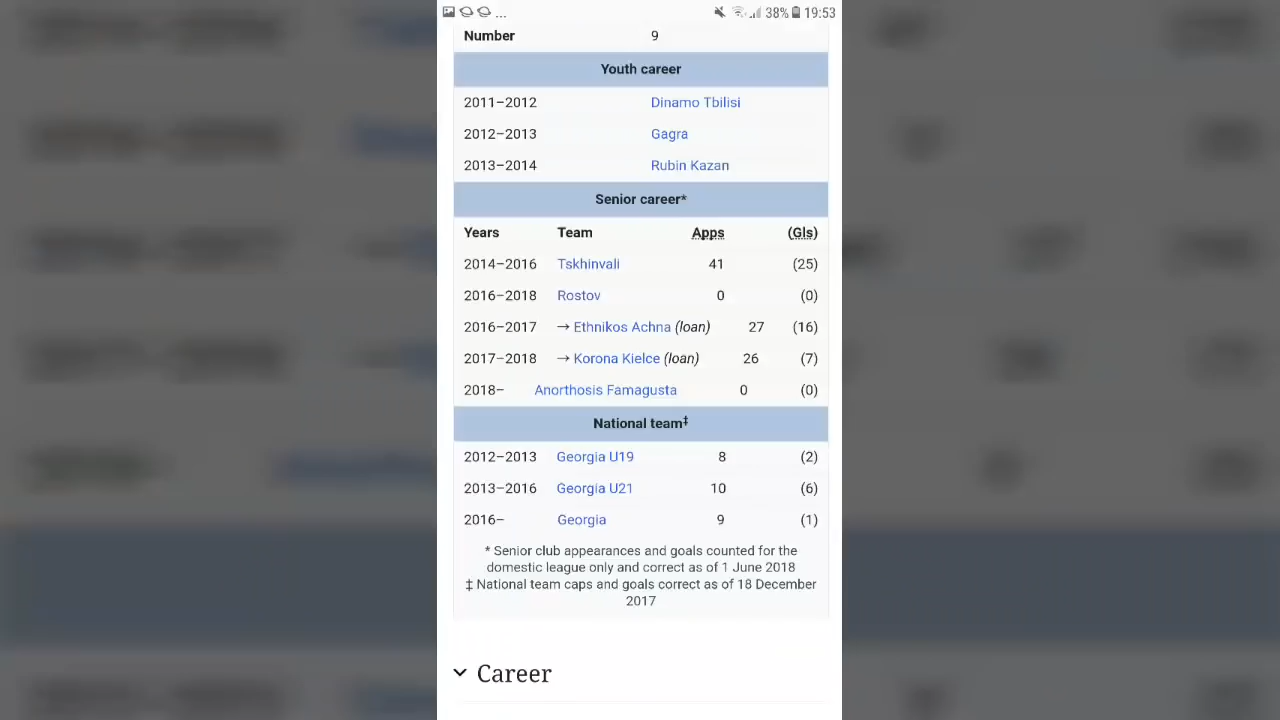 ... 38% 19:53
Number 9
Youth career
2011–2012 Dinamo Tbilisi
2012–2013 Gagra
2013–2014 Rubin Kazan
Senior career*
Years Team Apps (Gls)
2014–2016 Tskhinvali 41 (25)
2016–2018 Rostov 0 (0)
2016–2017 → Ethnikos Achna (loan) 27 (16)
2017–2018 → Korona Kielce (loan) 26 (7)
2018– Anorthosis Famagusta 0 (0)
National team‡
2012–2013 Georgia U19 8 (2)
2013–2016 Georgia U21 10 (6)
2016– Georgia 9 (1)
* Senior club appearances and goals counted for the
domestic league only and correct as of 1 June 2018
‡ National team caps and goals correct as of 18 December
2017
Career